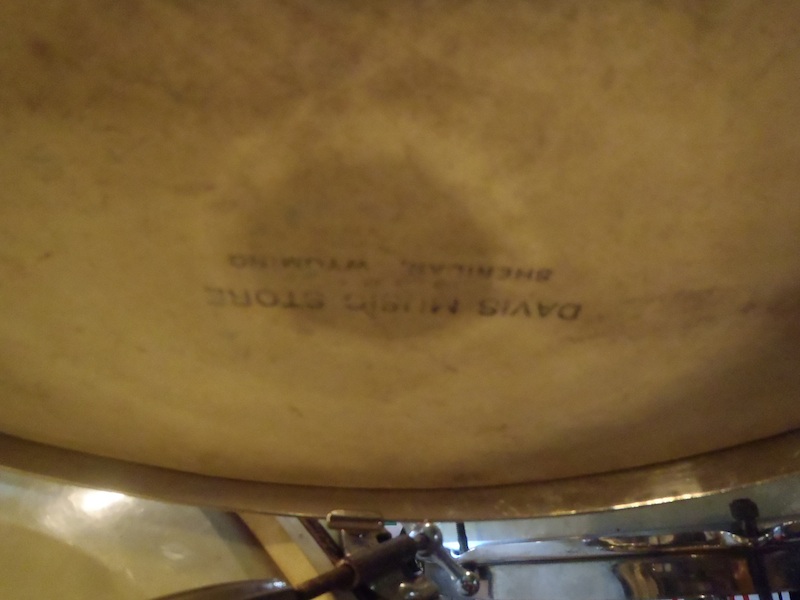 DAVIS MUSIC STORE
SHERIDAN, WYOMING